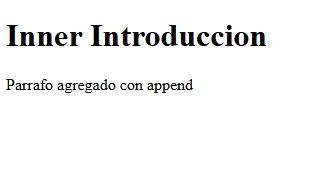 Inner Introduccion
Parrafo agregado con append